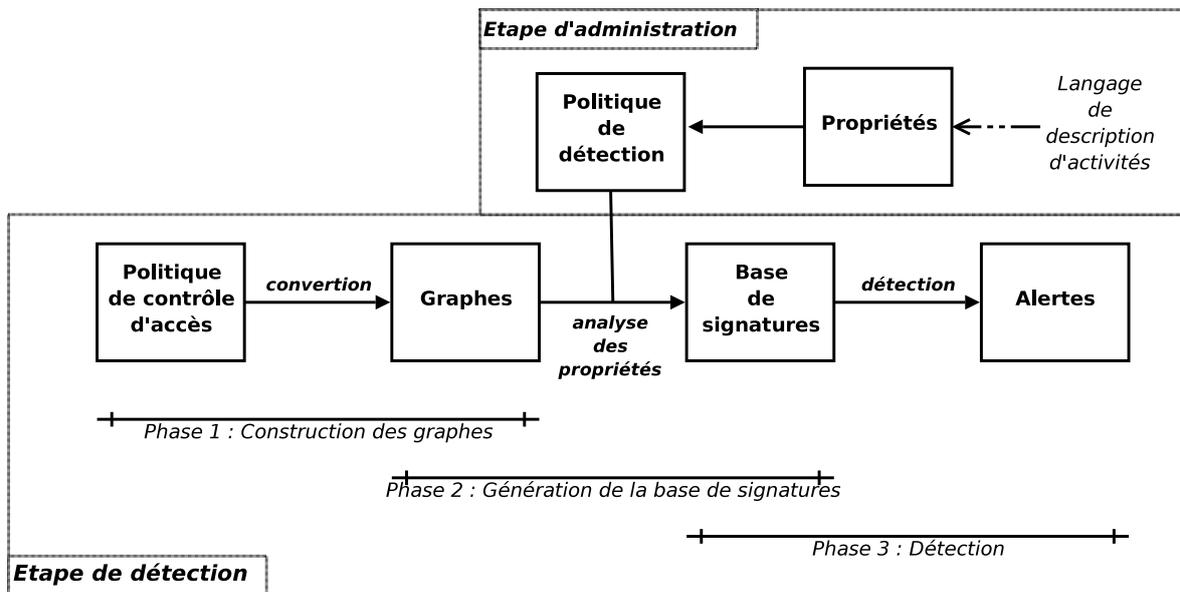 Etape d'administration
Politique
de
détection
Propriétés
Langage
de
description
d'activités
Politique
de contrôle
d'accès
convertion
Graphes
analyse
des
propriétés
Base
de
signatures
détection
Alertes
Phase 1 : Construction des graphes
Phase 2 : Génération de la base de signatures
Phase 3 : Détection
Etape de détection